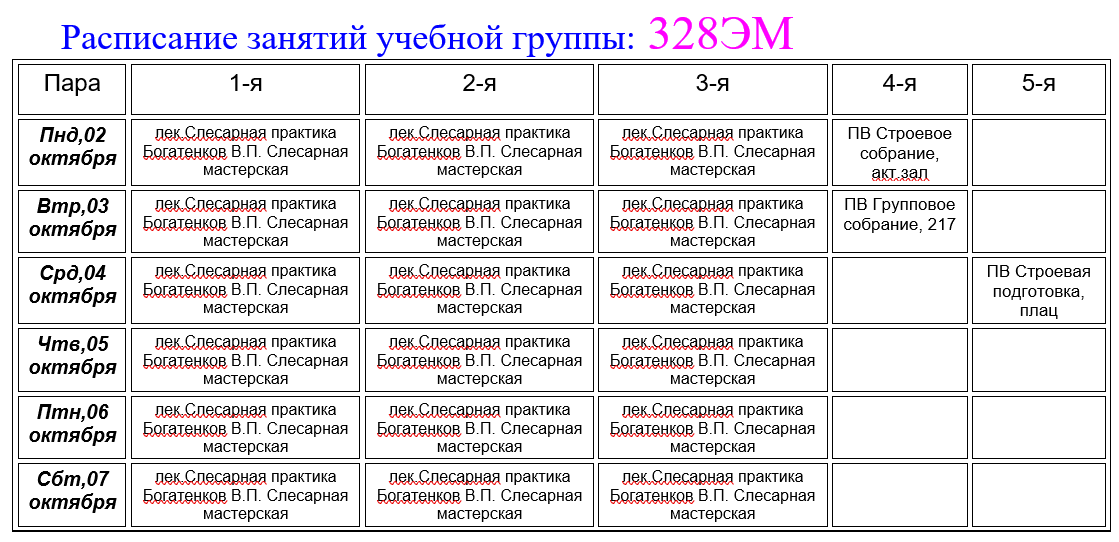 Расписание занятий учебной группы: 328ЭМ
Пара 1-я 2-я 3-я 4-я 5-я
Пнд,02 октября
лек.Слесарная практика
Богатенков В.П. Слесарная
мастерская
лек.Слесарная практика
Богатенков В.П. Слесарная
мастерская
лек.Слесарная практика
Богатенков В.П. Слесарная
мастерская
ПВ Строевое
собрание,
акт.зал
Втр,03
октября
лек.Слесарная практика
Богатенков В.П. Слесарная
мастерская
лек.Слесарная практика
Богатенков В.П. Слесарная
мастерская
лек.Слесарная практика
Богатенков В.П. Слесарная
мастерская
ПВ Групповое
собрание, 217
Срд,04
октября
лек.Слесарная практика
Богатенков В.П. Слесарная
мастерская
лек.Слесарная практика
Богатенков В.П. Слесарная
мастерская
лек.Слесарная практика
Богатенков В.П. Слесарная
мастерская
ПВ Строевая
подготовка,
плац
Чтв,05
октября
лек.Слесарная практика
Богатенков В.П. Слесарная
мастерская
лек.Слесарная практика
Богатенков В.П. Слесарная
мастерская
лек.Слесарная практика
Богатенков В.П. Слесарная
мастерская
Птн,06
октября
лек.Слесарная практика
Богатенков В.П. Слесарная
мастерская
лек.Слесарная практика
Богатенков В.П. Слесарная
мастерская
лек.Слесарная практика
Богатенков В.П. Слесарная
мастерская
Сбт,07
октября
лек.Слесарная практика
Богатенков В.П. Слесарная
мастерская
лек.Слесарная практика
Богатенков В.П. Слесарная
мастерская
лек.Слесарная практика
Богатенков В.П. Слесарная
мастерская